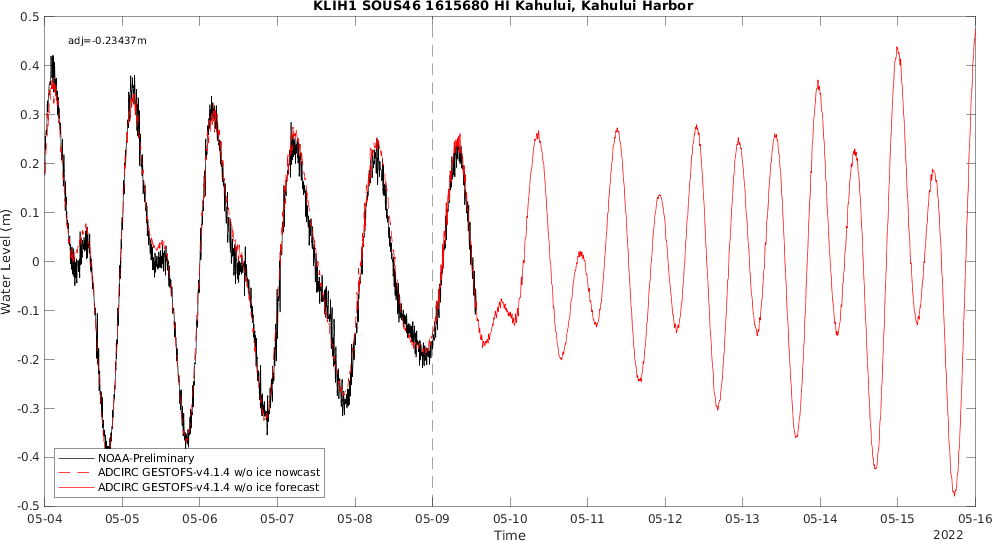 KLIH1 SOUS46 1615680 HI Kahului, Kahului Harbor
adj=-0.23437m
0.5
0.4
0.3
0.2
0.1
0
-0.1
-0.2
-0.3
-0.4
-0.5
Water Level (m)
NOAA-Preliminary
ADCIRC GESTOFS-v4.1.4 w/o ice nowcast
ADCIRC GESTOFS-v4.1.4 w/o ice forecast
05-04 05-05 05-06 05-07 05-08 05-09 05-10 05-11 05-12 05-13 05-14 05-15 05-16
Time
2022